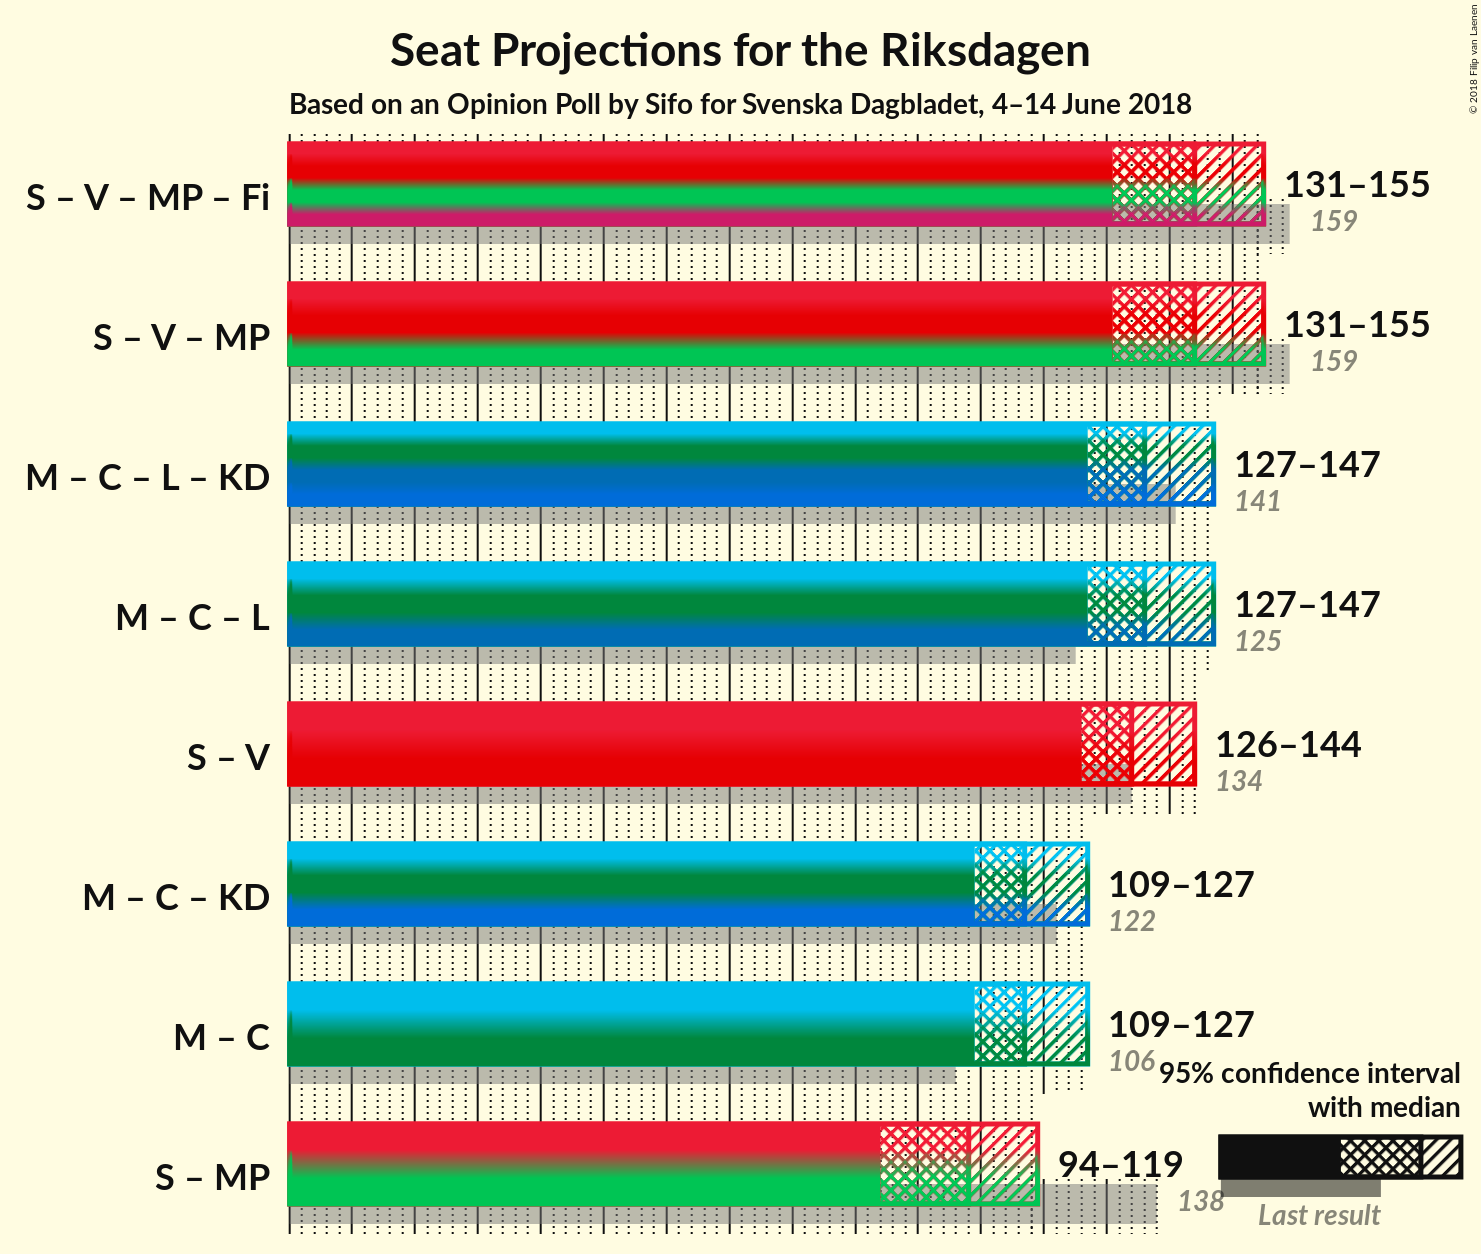 Seat Projections for the Riksdagen
Based on an Opinion Poll by Sifo for Svenska Dagbladet, 4–14 June 2018
© 2018 Filip van Laenen
S – V – MP – Fi
131–155
159
S – V – MP
131–155
159
M – C – L – KD
127–147
141
M – C – L
127–147
125
S – V
126–144
134
M – C – KD
109–127
122
M – C
109–127
106
S – MP
94–119
138
95% confidence interval
with median
Last result